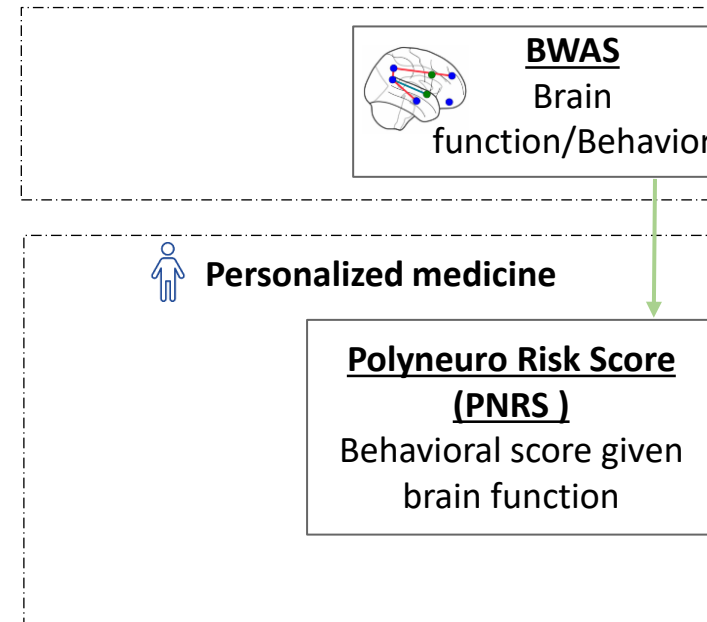 BWAS
Brain
function/Behavior
Personalized medicine
Polyneuro Risk Score
(PNRS )
Behavioral score given
brain function